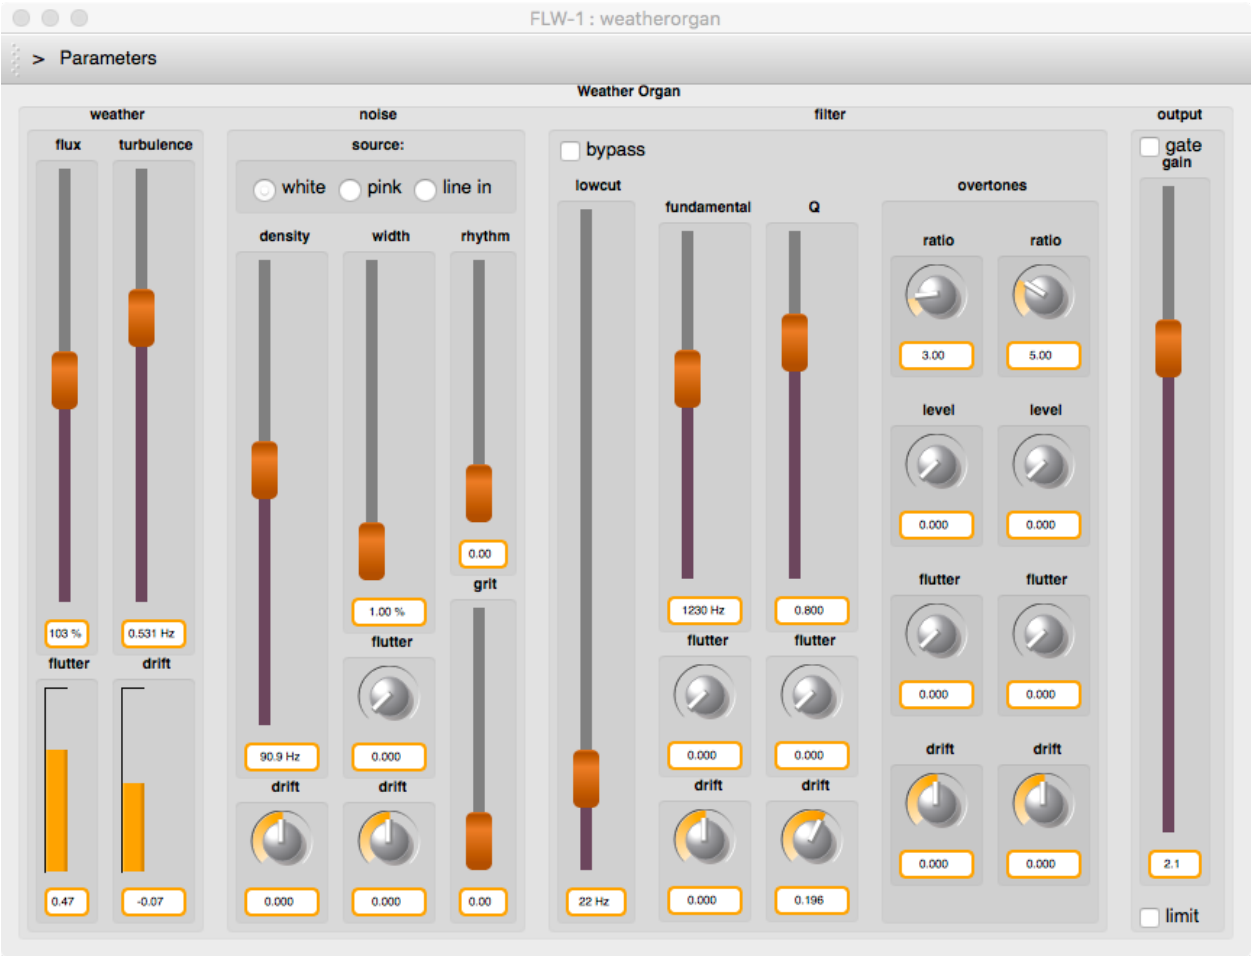 FLW-1 : weatherorgan
> Parameters
Weather Organ
weather
flux
turbulence
103 %
0.531 Hz
flutter
drift
0.47
-0.07
noise
source:
white
pink
line in
density
width
rhythm
0.00
grit
1.00 %
flutter
90.9 Hz
0.000
drift
drift
0.000
0.000
0.00
filter
bypass
lowcut
fundamental
Q
22 Hz
1230 Hz
0.800
flutter
flutter
0.000
0.000
drift
drift
0.000
0.196
overtones
ratio
ratio
3.00
5.00
level
level
0.000
0.000
flutter
flutter
0.000
0.000
drift
drift
0.000
0.000
output
gate
gain
2.1
limit